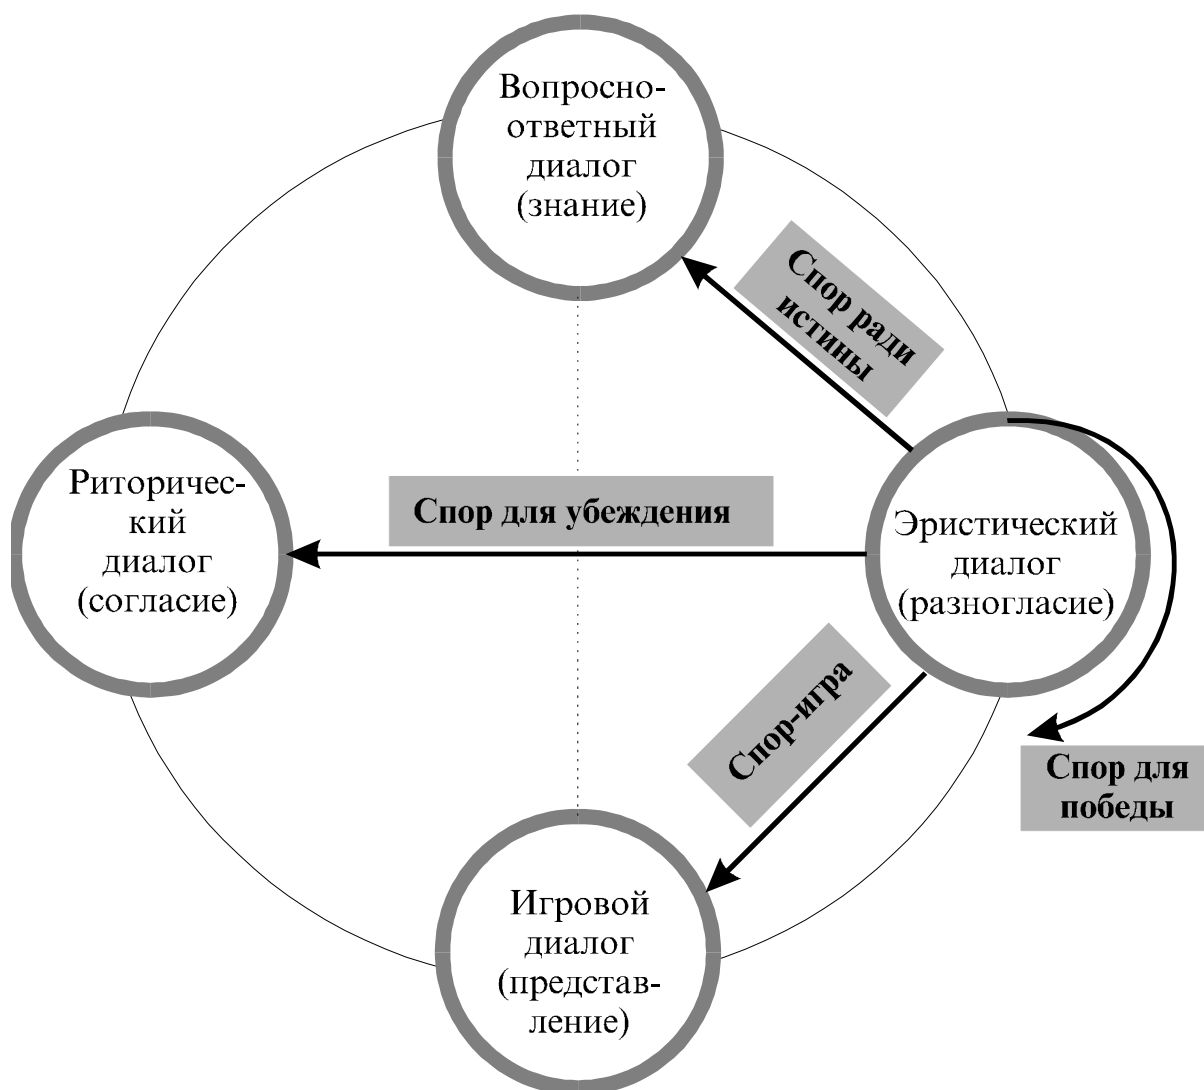 Вопросно-
ответный
диалог
(знание)
Спор ради
истины
Риторичес-
кий
диалог
(согласие)
Спор для убеждения
Эристический
диалог
(разногласие)
Спор-игра
Спор для
победы
Игровой
диалог
(представ-
ление)